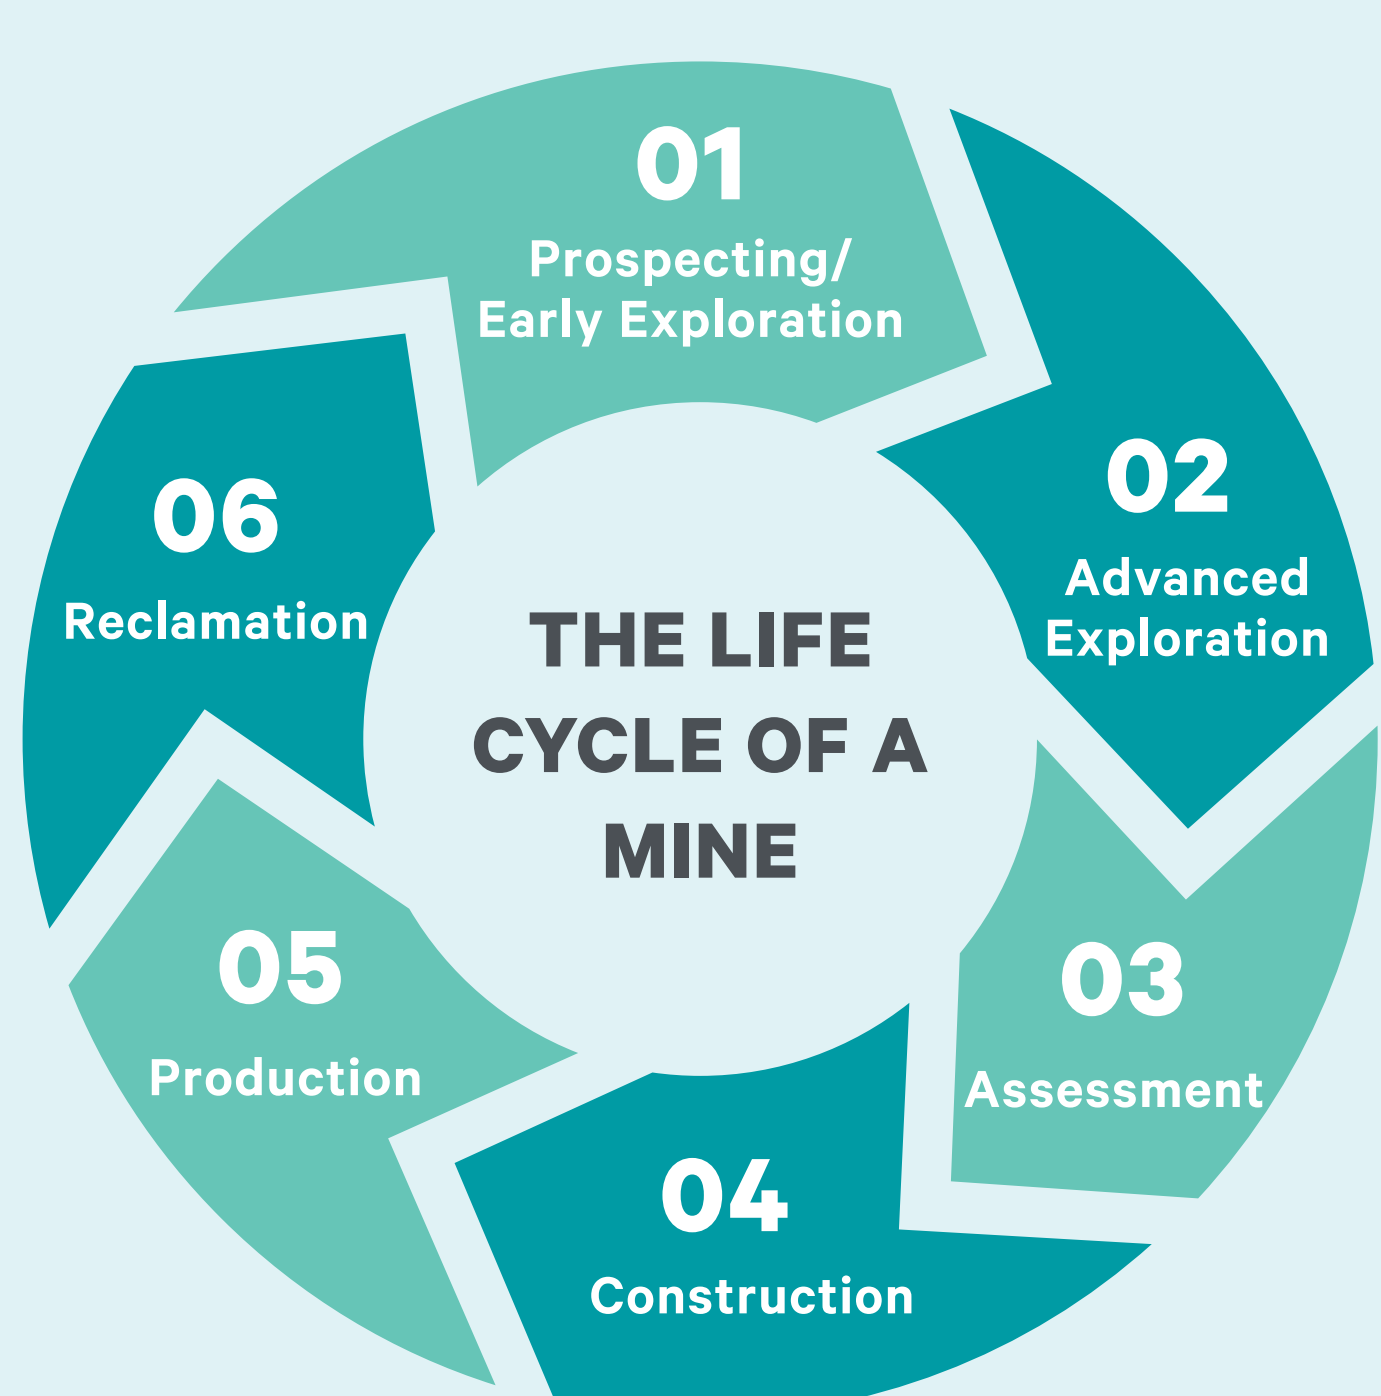 01
Prospecting/
Early Exploration
02
Advanced
Exploration
03
Assessment
04
Construction
05
Production
06
Reclamation
THE LIFE
CYCLE OF A
MINE